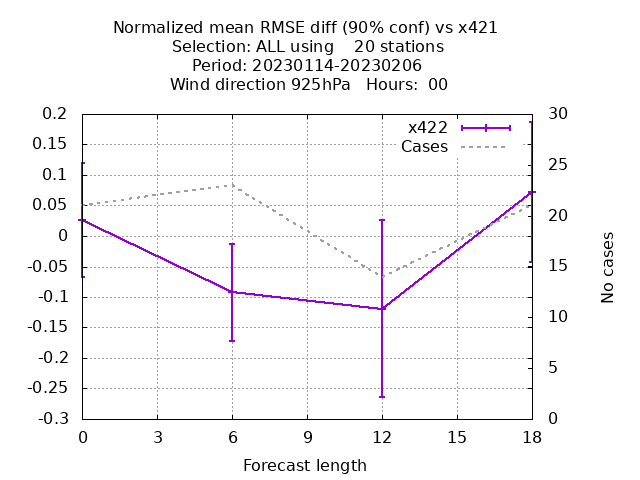 Normalized mean RMSE diff (90% conf) vs x421
Selection: ALL using    20 stations
Period: 20230114-20230206
Wind direction 925hPa   Hours:  00
x422
Cases
0.2
0.15
0.1
0.05
0
-0.05
-0.1
-0.15
-0.2
-0.25
-0.3
30
25
20
15
10
5
0
No cases
0 3 6 9 12 15 18
Forecast length